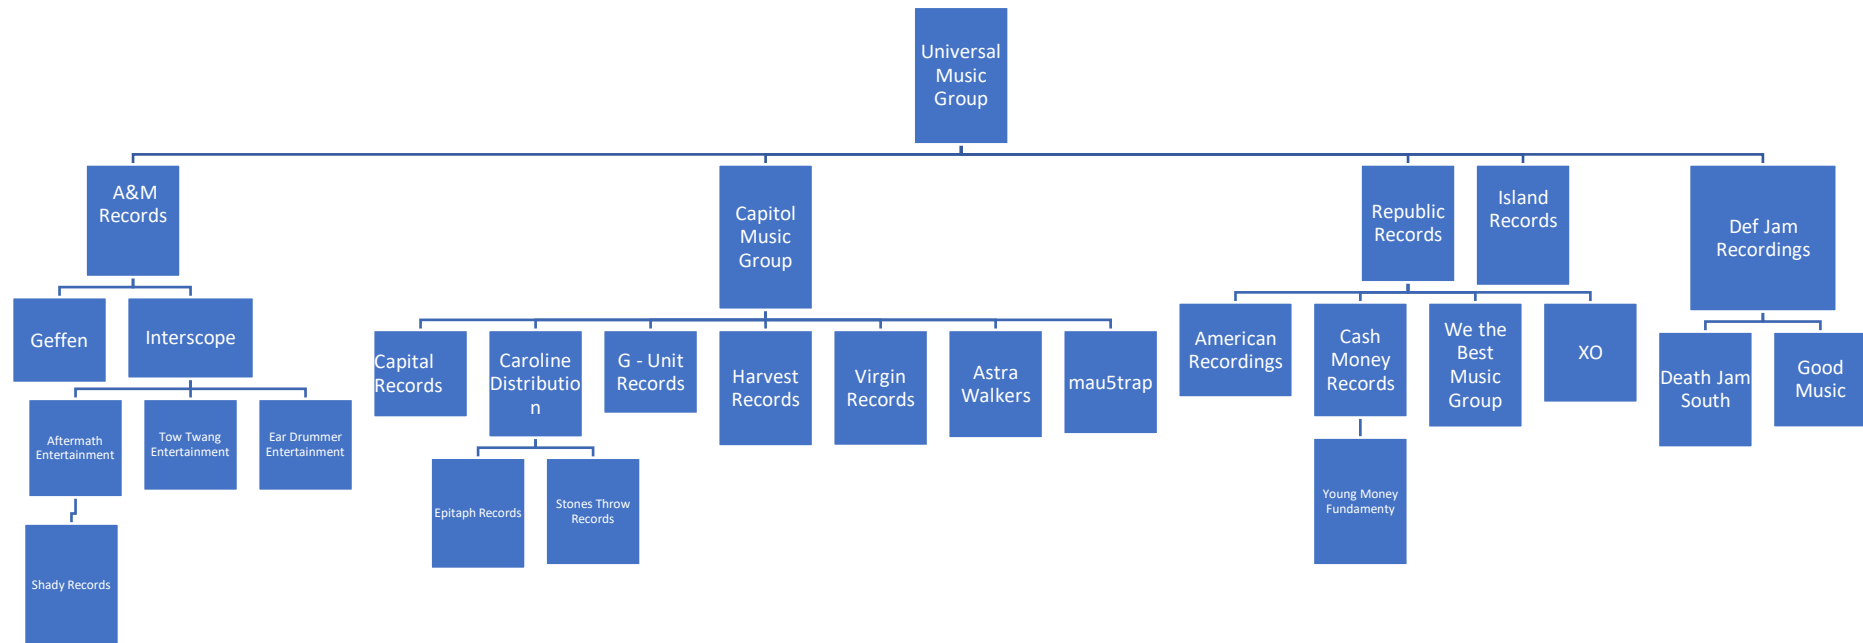 Universal
Music
Group
A&M
Records
Capitol
Music
Group
Republic
Records
Island
Records
Def Jam
Recordings
Geffen
Interscope
Capital
Records
Caroline
Distributio
n
G - Unit
Records
Harvest
Records
Virgin
Records
Astra
Walkers
mau5trap
American
Recordings
Cash
Money
Records
We the
Best
Music
Group
XO
Death Jam
South
Good
Music
Aftermath
Entertainment
Tow Twang
Entertainment
Ear Drummer
Entertainment
Epitaph Records
Stones Throw
Records
Young Money
Fundamenty
Shady Records